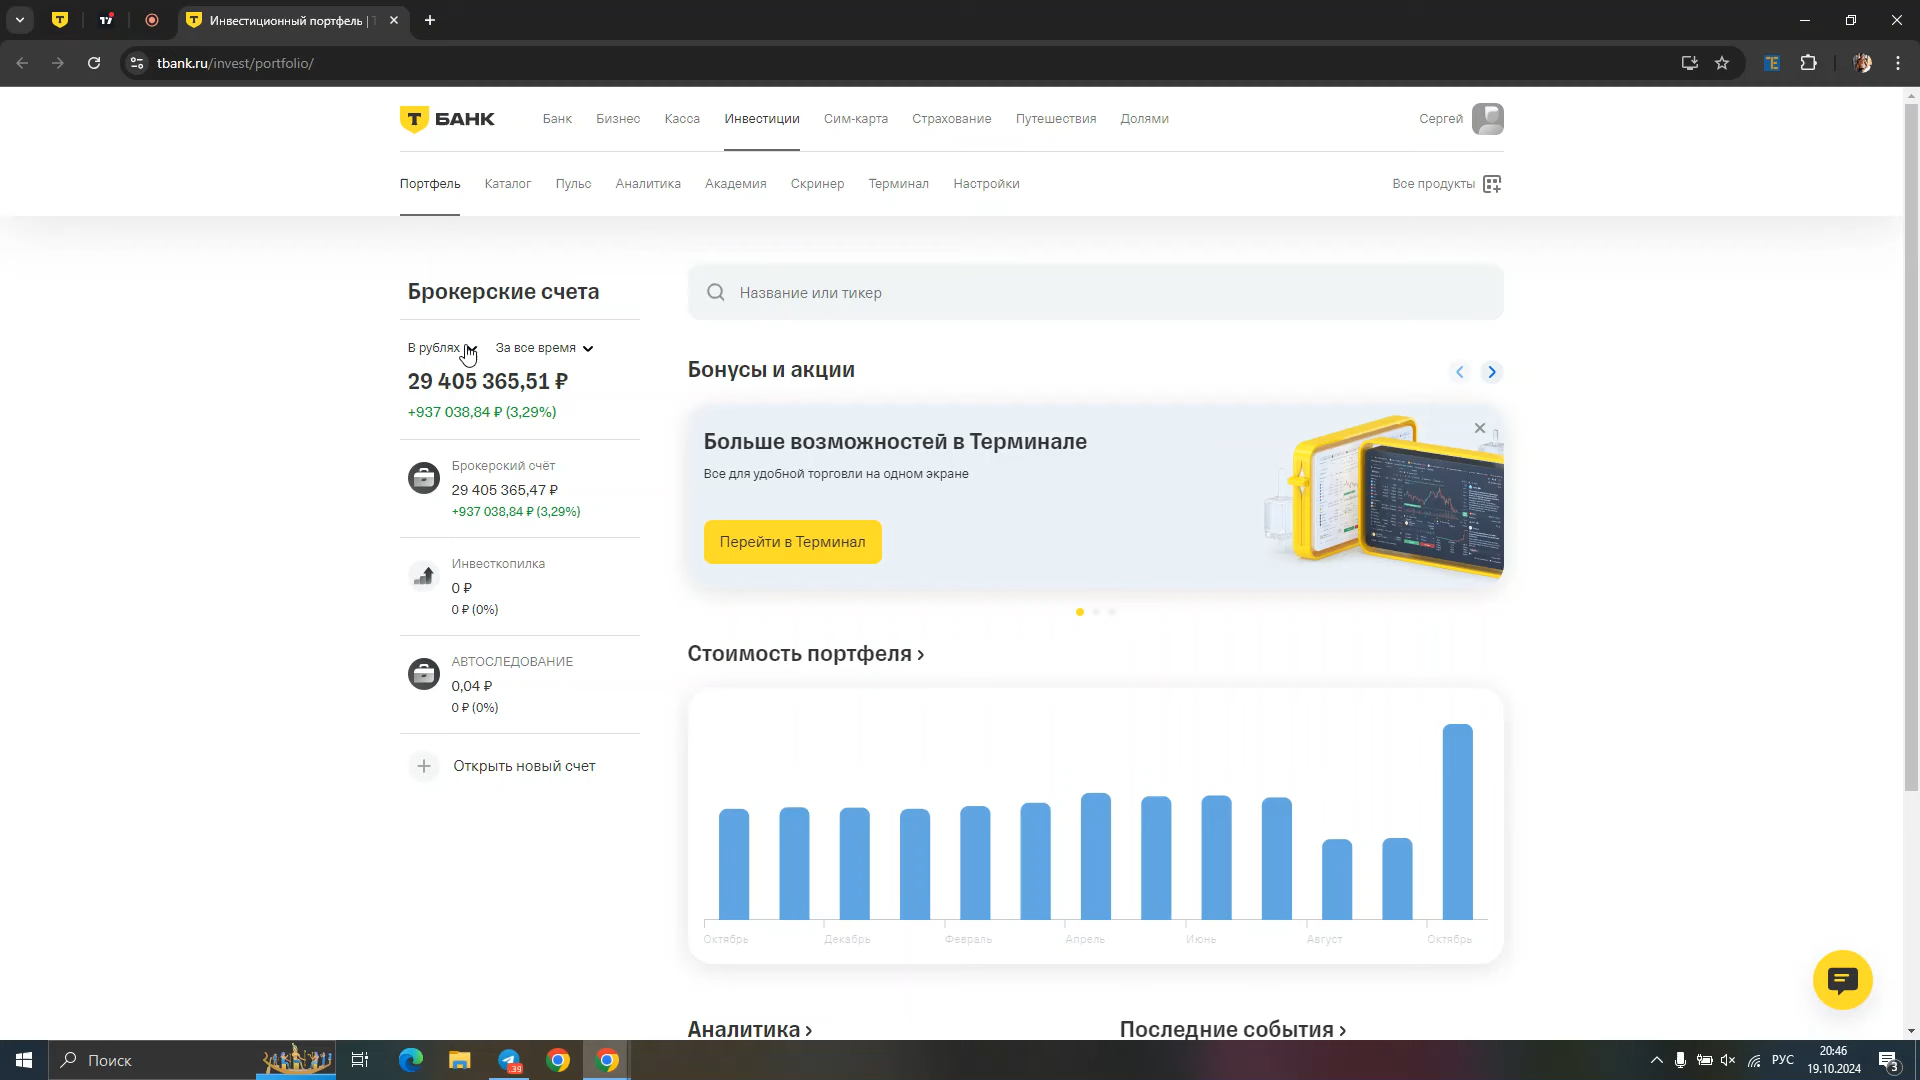 Инвестиционный портфель |
tbank.ru/invest/portfolio/
Т БАНК
Банк
Бизнес
Касса
Инвестиции
Сим-карта
Страхование
Путешествия
Долями
Сергей
Портфель
Каталог
Пульс
Аналитика
Академия
Скринер
Терминал
Настройки
Все продукты
Брокерские счета
Название или тикер
В рублях
За все время
29 405 365,51 ₽
+937 038,84 ₽ (3,29%)
Брокерский счёт
29 405 365,47 ₽
+937 038,84 ₽ (3,29%)
Инвесткопилка
0 ₽
0 ₽ (0%)
АВТОСЛЕДОВАНИЕ
0,04 ₽
0 ₽ (0%)
Открыть новый счет
Бонусы и акции
Больше возможностей в Терминале
Все для удобной торговли на одном экране
Перейти в Терминал
Стоимость портфеля ›
Октябрь
Декабрь
Февраль
Апрель
Июнь
Август
Октябрь
Аналитика ›
Последние события ›
Поиск
39
РУС
20:46
19.10.2024
3